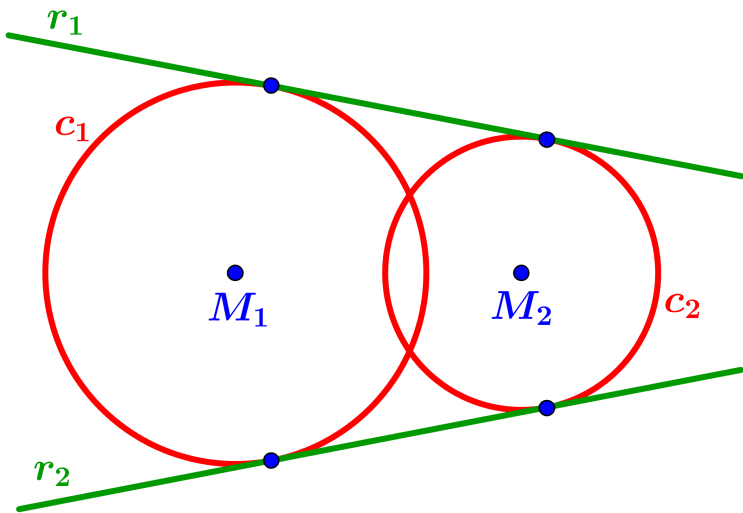 r₁
c₁
M₁
M₂
c₂
r₂